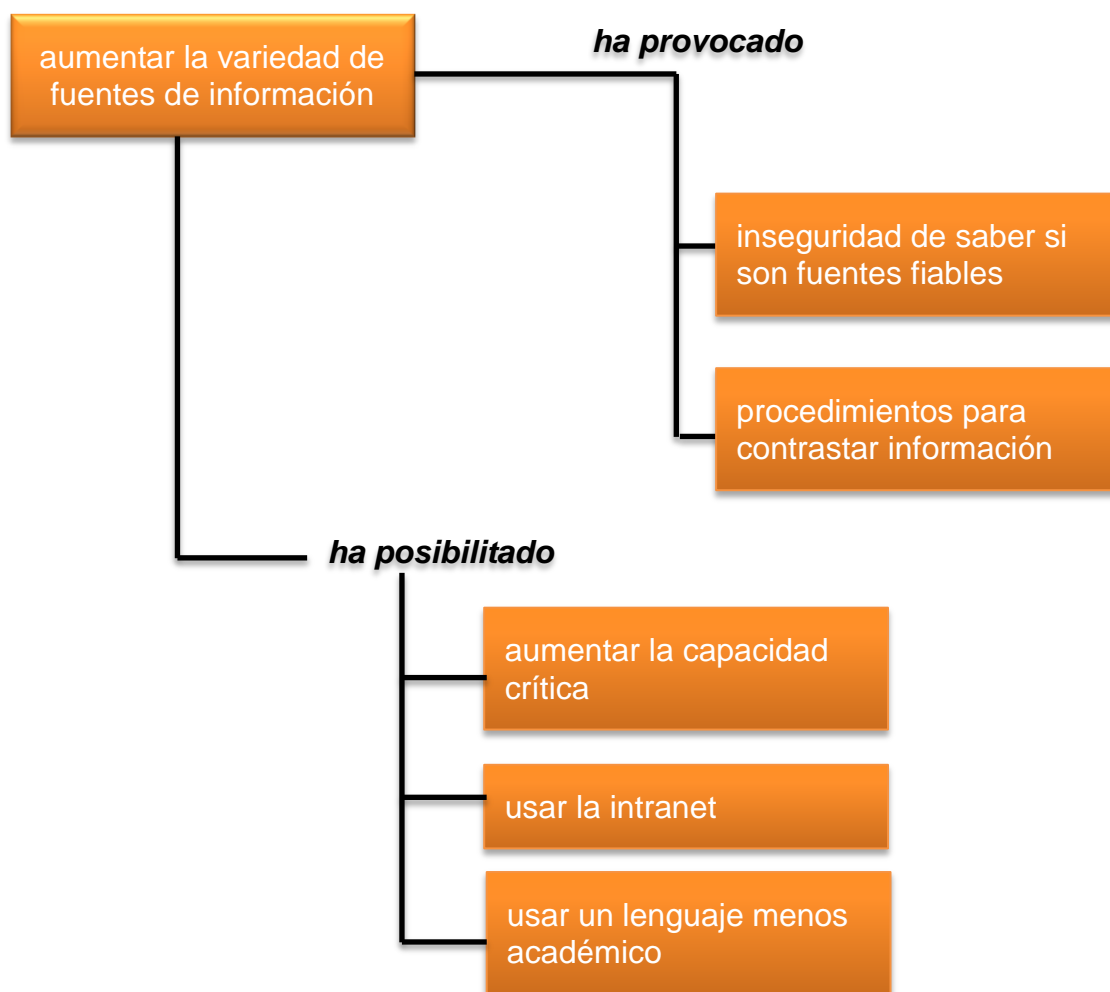 aumentar la variedad de
fuentes de información
ha provocado
inseguridad de saber si
son fuentes fiables
procedimientos para
contrastar información
ha posibilitado
aumentar la capacidad
crítica
usar la intranet
usar un lenguaje menos
académico